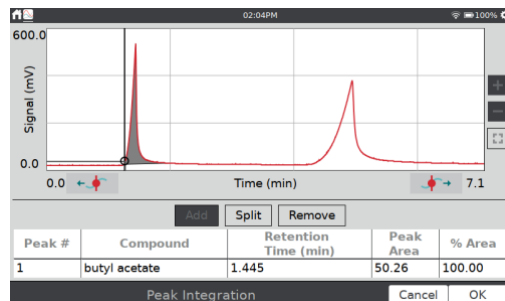 02:04PM 100%
600.0
Signal (mV)
0.0
0.0 Time (min) 7.1
Add Split Remove
Peak # Compound Retention Time (min) Peak Area % Area
1 butyl acetate 1.445 50.26 100.00
Peak Integration Cancel OK